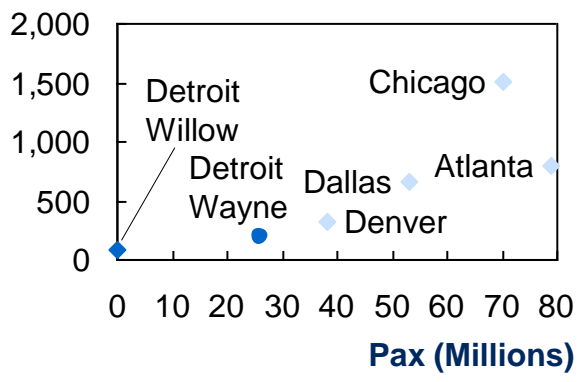 2,000
1,500
1,000
500
0
Detroit
Willow
Detroit
Wayne
Chicago
Dallas
Atlanta
Denver
0 10 20 30 40 50 60 70 80
Pax (Millions)